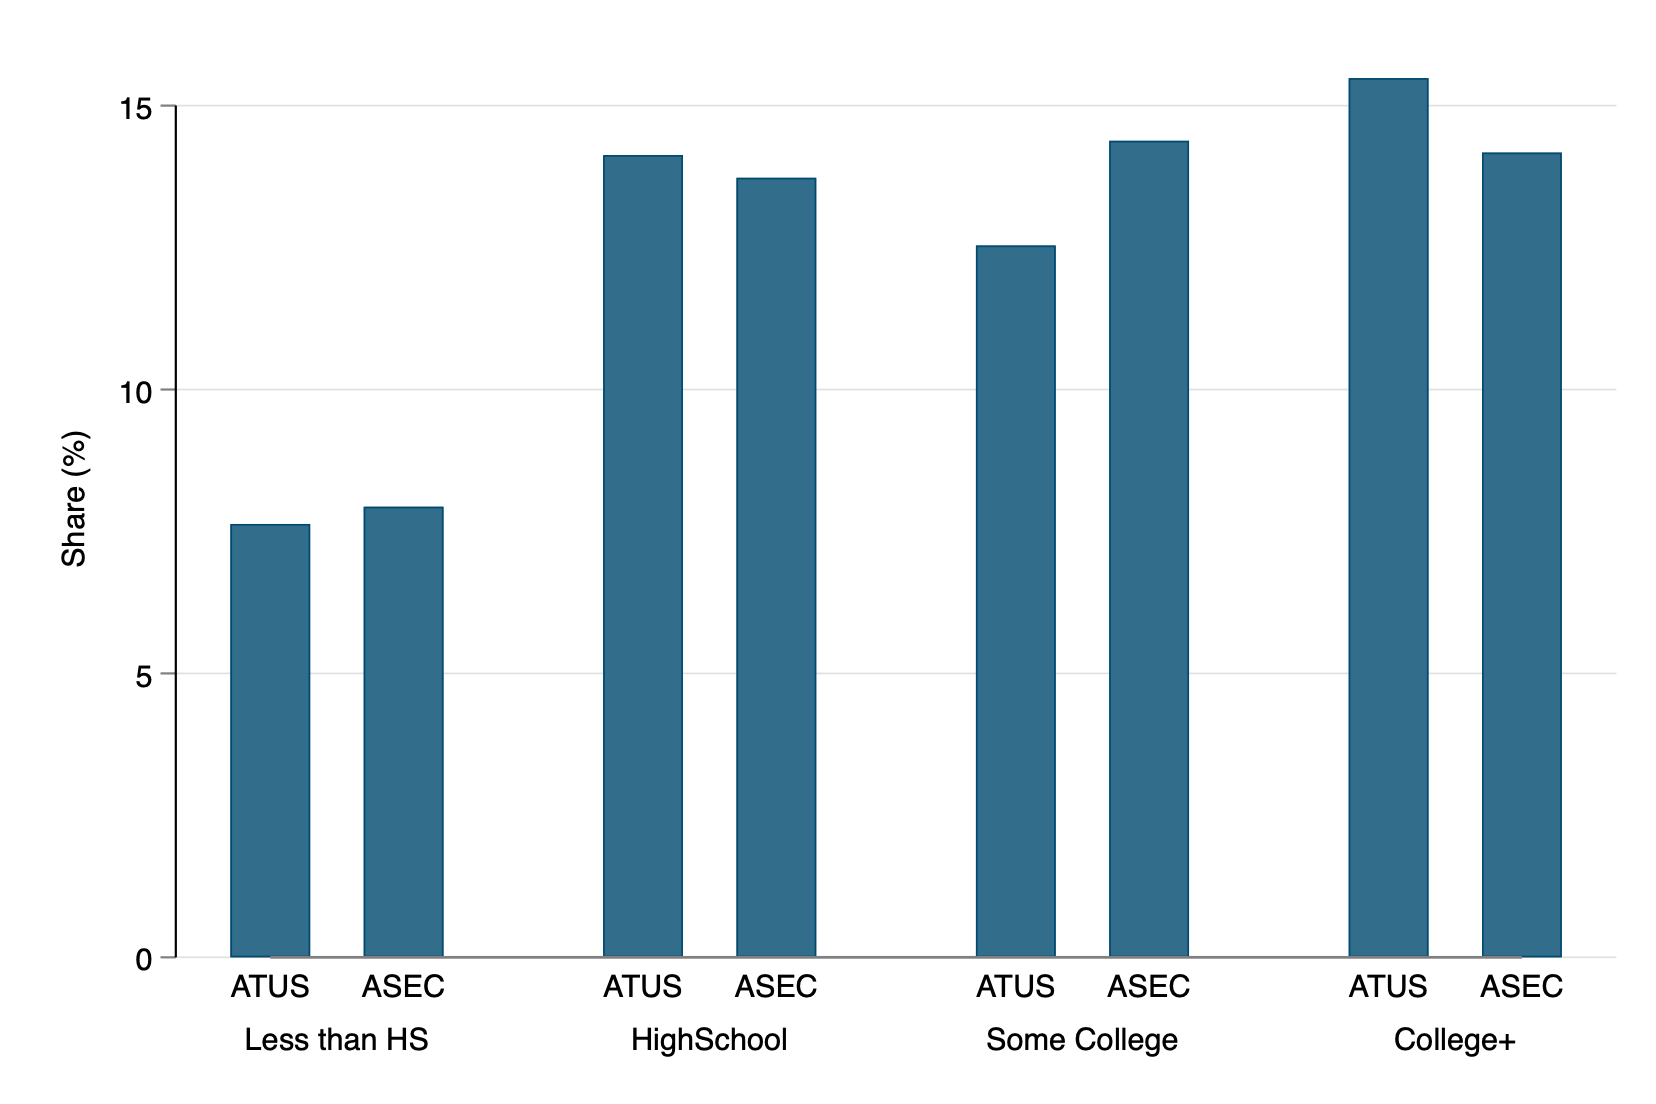 Share (%)
15
10
5
0
ATUS ASEC ATUS ASEC ATUS ASEC ATUS ASEC
Less than HS HighSchool Some College College+